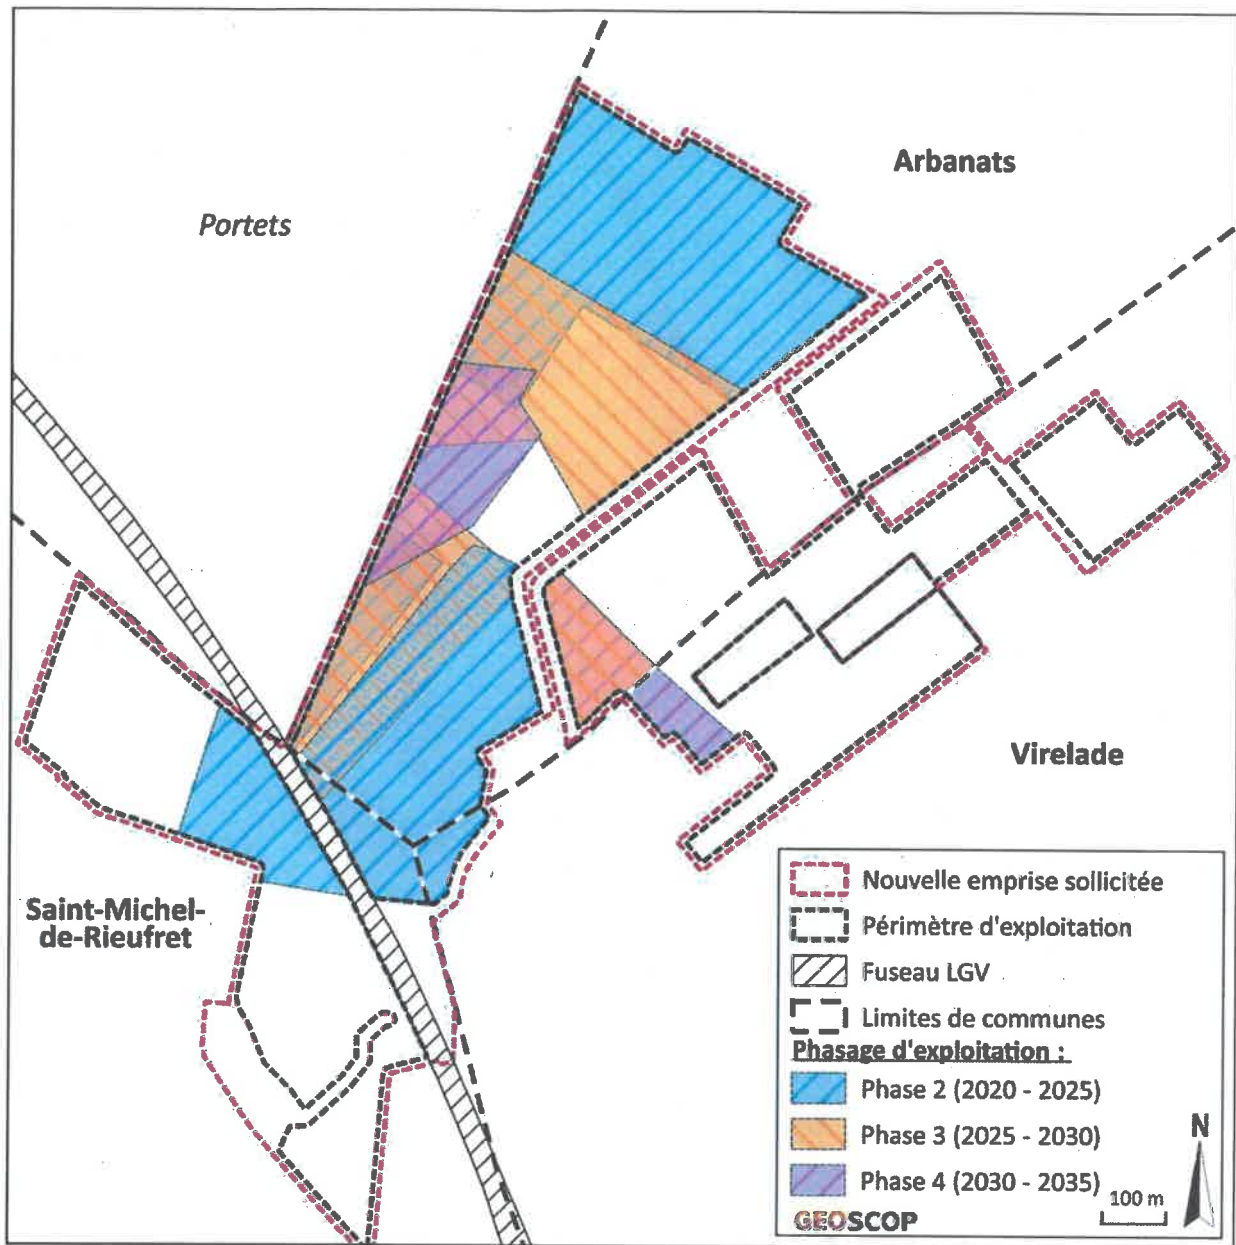 Arbanats
Portets
Virelade
Saint-Michel-
de-Rieufret
Nouvelle emprise sollicitée
Périmètre d'exploitation
Fuseau LGV
Limites de communes
Phasage d'exploitation :
Phase 2 (2020 - 2025)
Phase 3 (2025 - 2030)
Phase 4 (2030 - 2035)
N
100 m
GEOSCOP